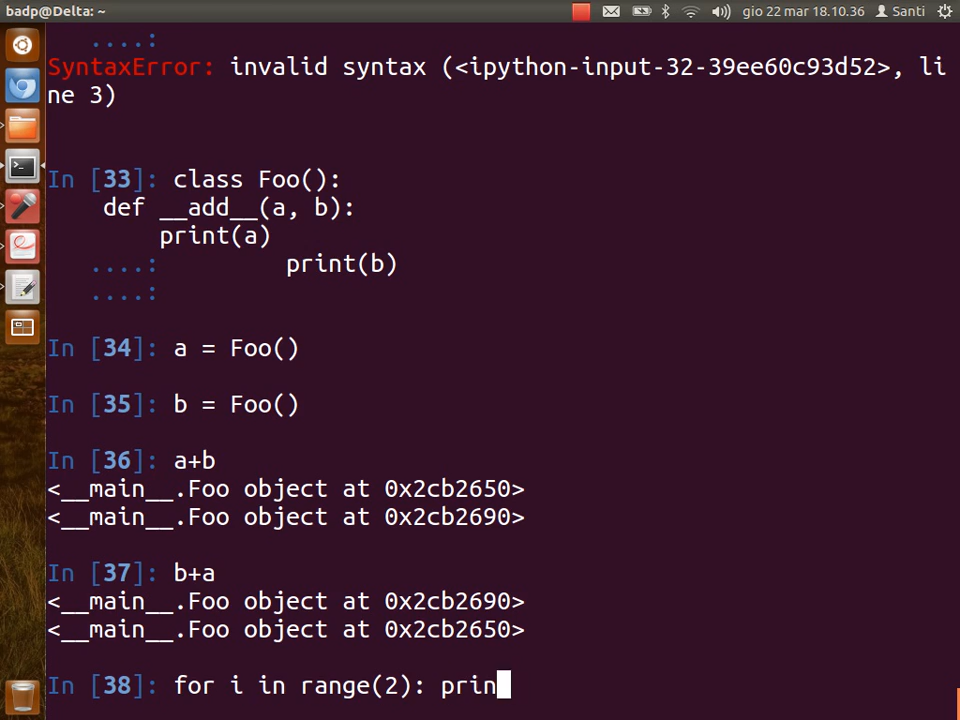 badp@Delta: ~ gio 22 mar 18.10.36 Santi
....:
SyntaxError: invalid syntax (<ipython-input-32-39ee60c93d52>, li
ne 3)
In [33]: class Foo():
def __add__(a, b):
print(a)
....: print(b)
....:
In [34]: a = Foo()
In [35]: b = Foo()
In [36]: a+b
<__main__.Foo object at 0x2cb2650>
<__main__.Foo object at 0x2cb2690>
In [37]: b+a
<__main__.Foo object at 0x2cb2690>
<__main__.Foo object at 0x2cb2650>
In [38]: for i in range(2): prin